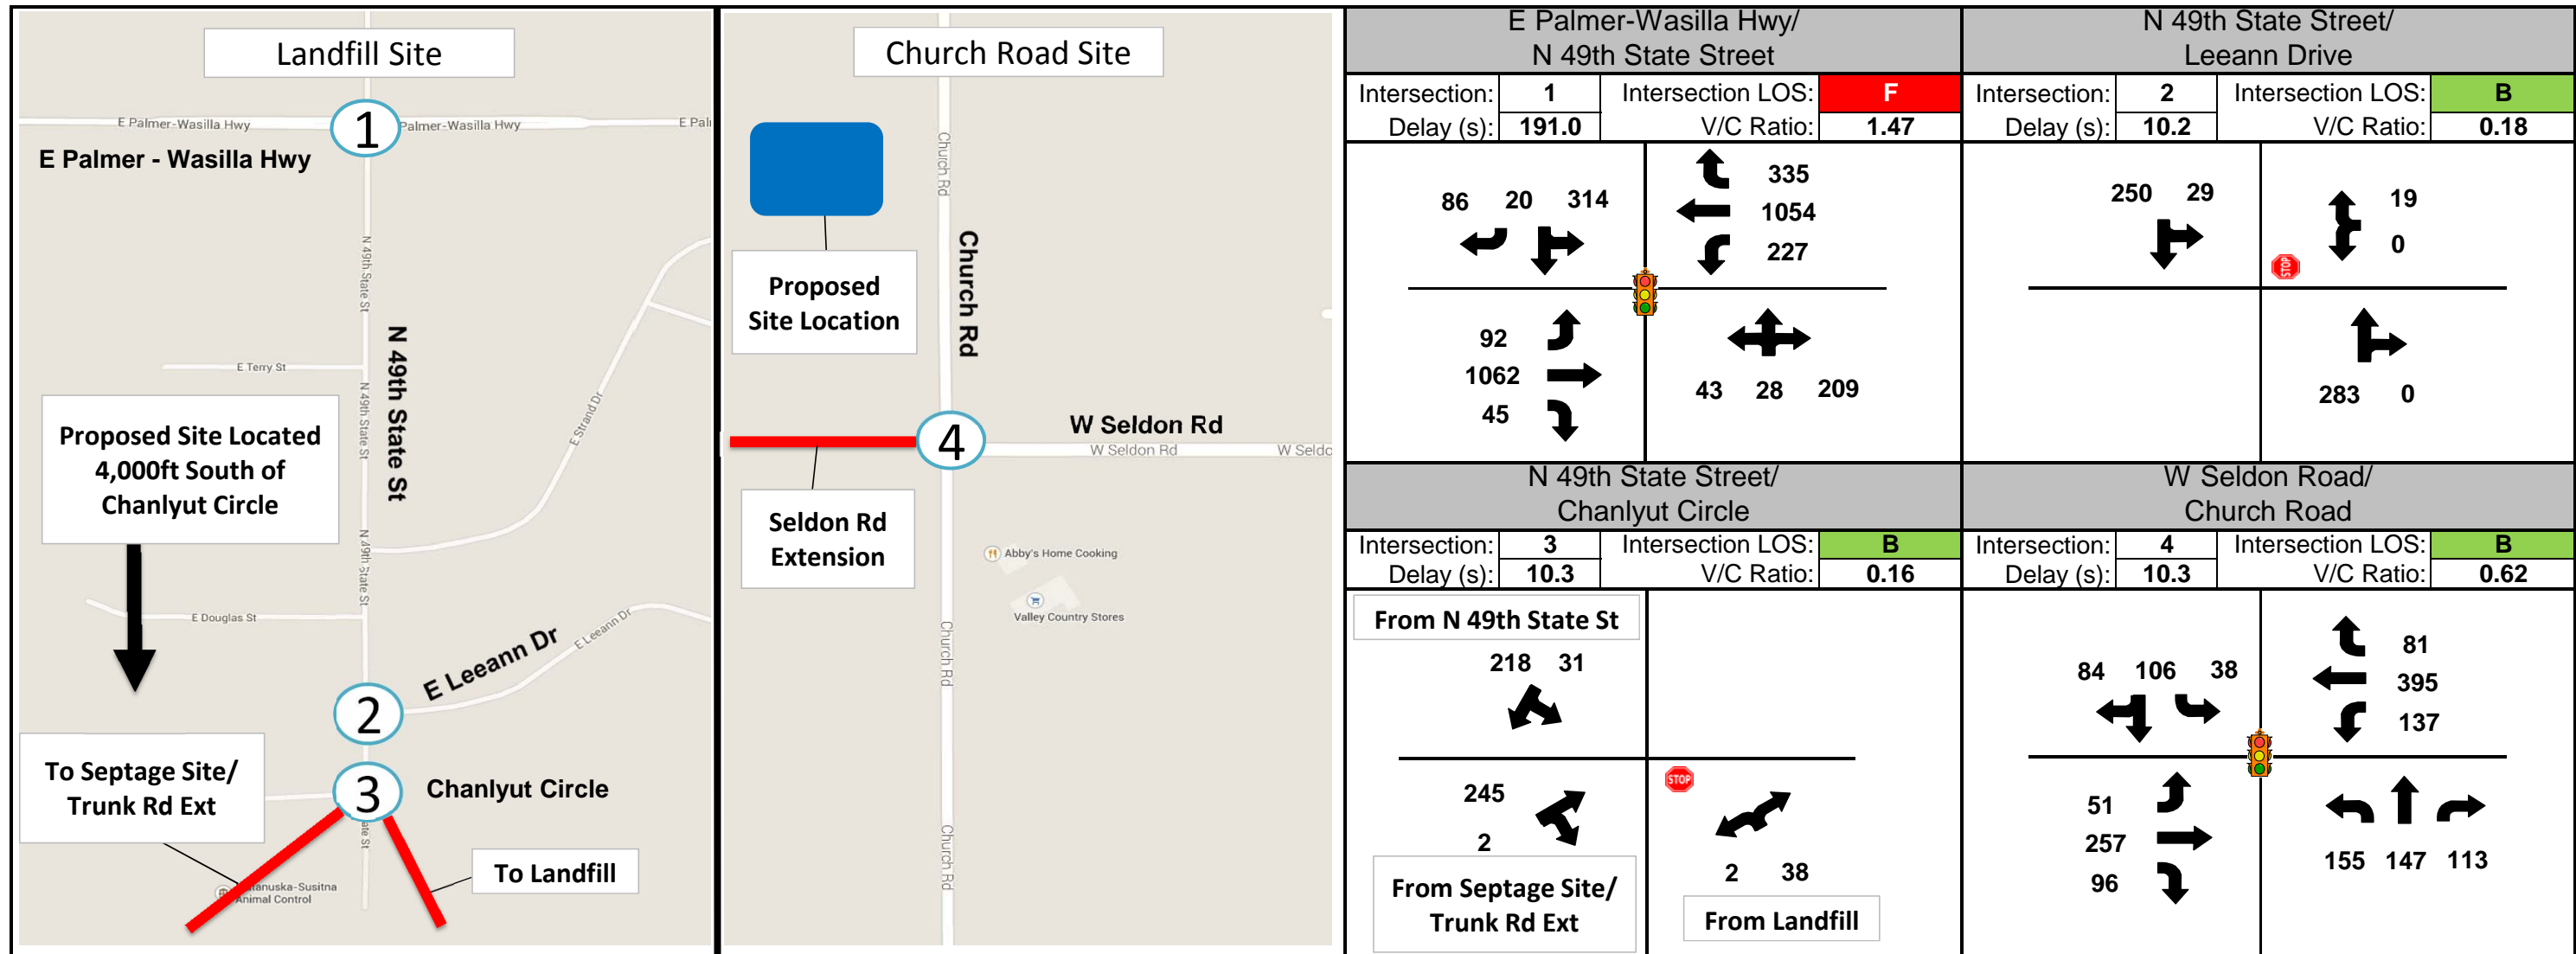 Landfill Site
1
E Palmer-Wasilla Hwy
Palmer-Wasilla Hwy
E Pal
E Palmer - Wasilla Hwy
N 49th State St
N 49th State St
E Terry St
N 49th State St
Proposed Site Located
4,000ft South of
Chanlyut Circle
E Strand Dr
N 49th State St
E Douglas St
E Leeann Dr
E Leeann Dr
2
To Septage Site/
Trunk Rd Ext
3
Chanlyut Circle
ate St
To Landfill
tanuska-Susitna
Animal Control
Church Road Site
Church Rd
Church Rd
Proposed
Site Location
4
W Seldon Rd
W Seldon Rd
W Seldo
Seldon Rd
Extension
Abby's Home Cooking
Valley Country Stores
Church Rd
Church Rd
E Palmer-Wasilla Hwy/
N 49th State Street
Intersection: 1 Intersection LOS: F
Delay (s): 191.0 V/C Ratio: 1.47
86 20 314
335
1054
227
92
1062
45
43 28 209
N 49th State Street/
Leeann Drive
Intersection: 2 Intersection LOS: B
Delay (s): 10.2 V/C Ratio: 0.18
250 29
19
0
STOP
283 0
N 49th State Street/
Chanlyut Circle
Intersection: 3 Intersection LOS: B
Delay (s): 10.3 V/C Ratio: 0.16
From N 49th State St
218 31
STOP
245
2
From Septage Site/
Trunk Rd Ext
2 38
From Landfill
W Seldon Road/
Church Road
Intersection: 4 Intersection LOS: B
Delay (s): 10.3 V/C Ratio: 0.62
84 106 38
81
395
137
51
257
96
155 147 113